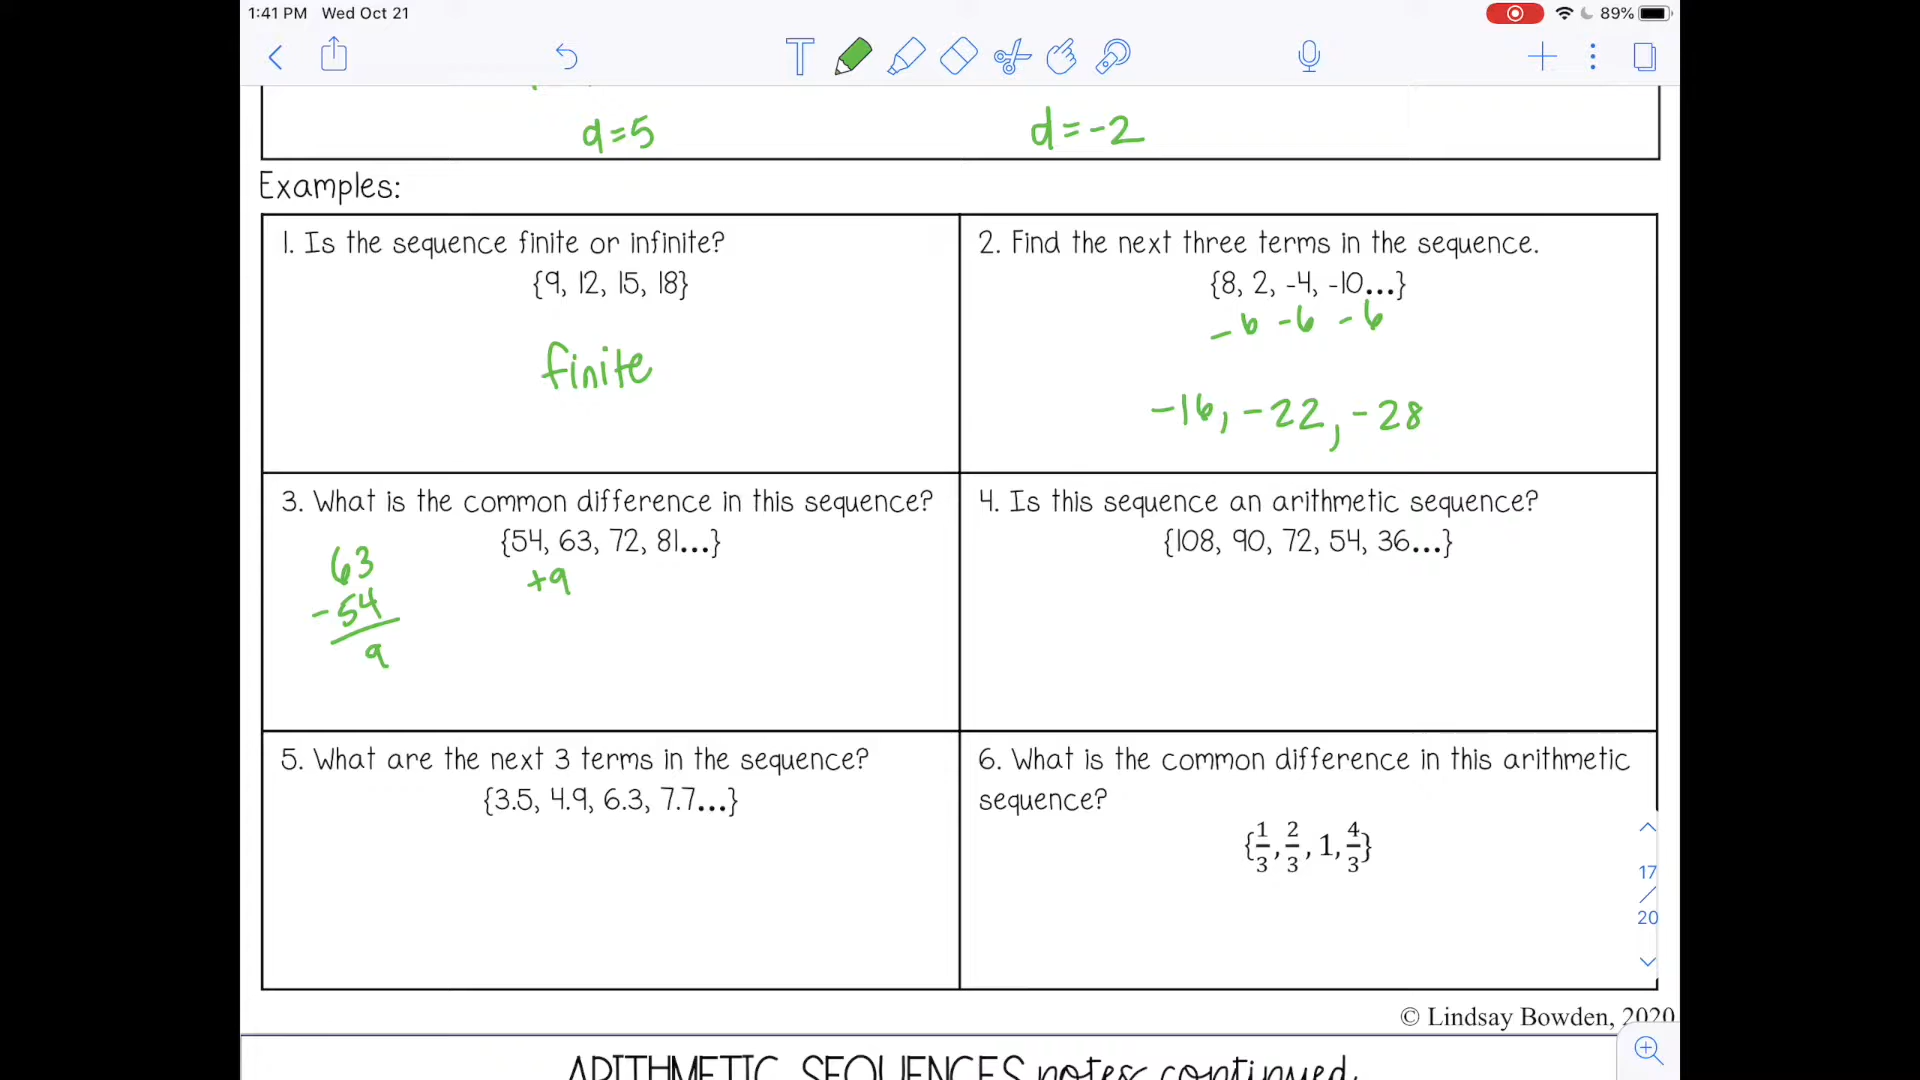 1:41 PM Wed Oct 21
89%
T
d=5
d=-2
Examples:
1. Is the sequence finite or infinite?
{9, 12, 15, 18}
finite
2. Find the next three terms in the sequence.
{8, 2, -4, -10...}
-6 -6 -6
-16, -22, -28
3. What is the common difference in this sequence?
{54, 63, 72, 81...}
+9
63
-54
9
4. Is this sequence an arithmetic sequence?
{108, 90, 72, 54, 36...}
5. What are the next 3 terms in the sequence?
{3.5, 4.9, 6.3, 7.7...}
6. What is the common difference in this arithmetic
sequence?
{1/3, 2/3, 1, 4/3}
17
/
20
© Lindsay Bowden, 2020
ARITHMETIC SEQUENCES notes continued